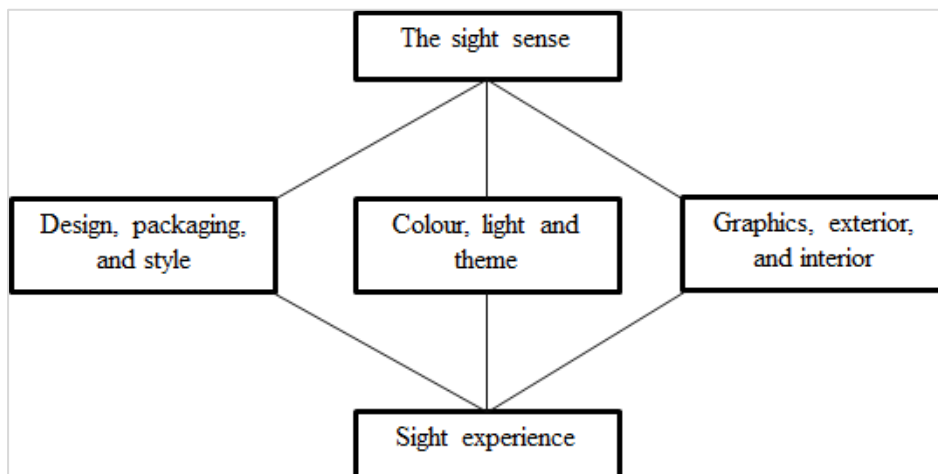 The sight sense
Design, packaging,
and style
Colour, light and
theme
Graphics, exterior,
and interior
Sight experience